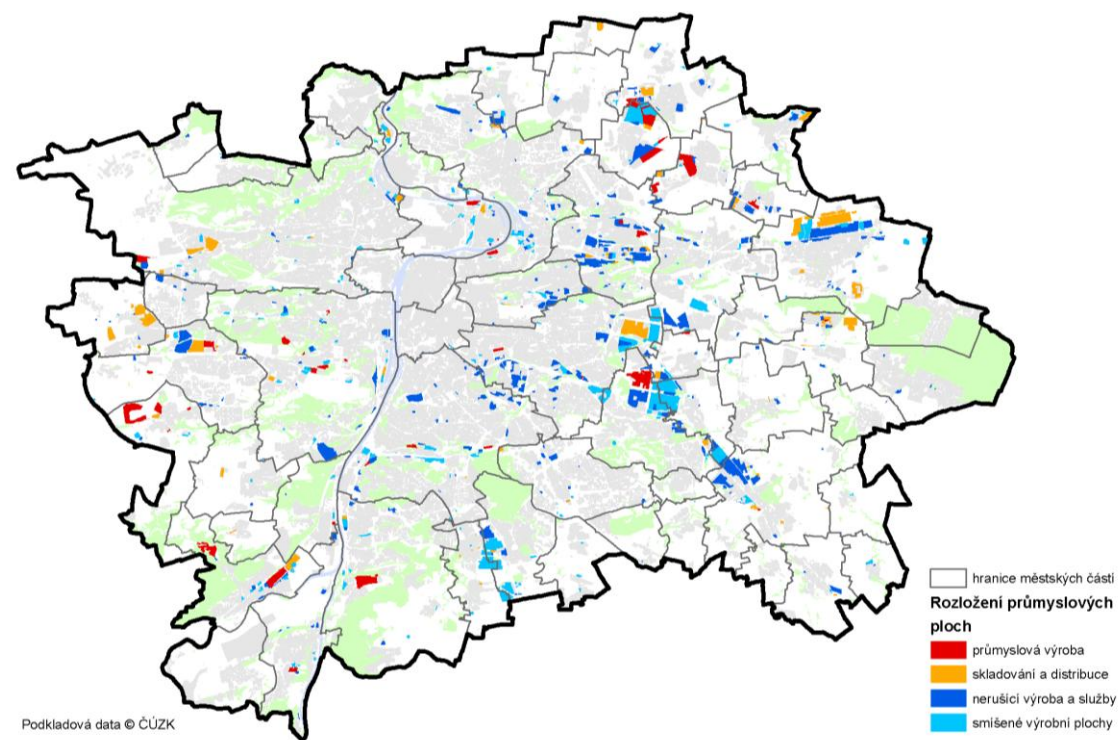 hranice městských částí
Rozložení průmyslových
ploch
průmyslová výroba
skladování a distribuce
nerušící výroba a služby
smíšené výrobní plochy
Podkladová data © ČÚZK